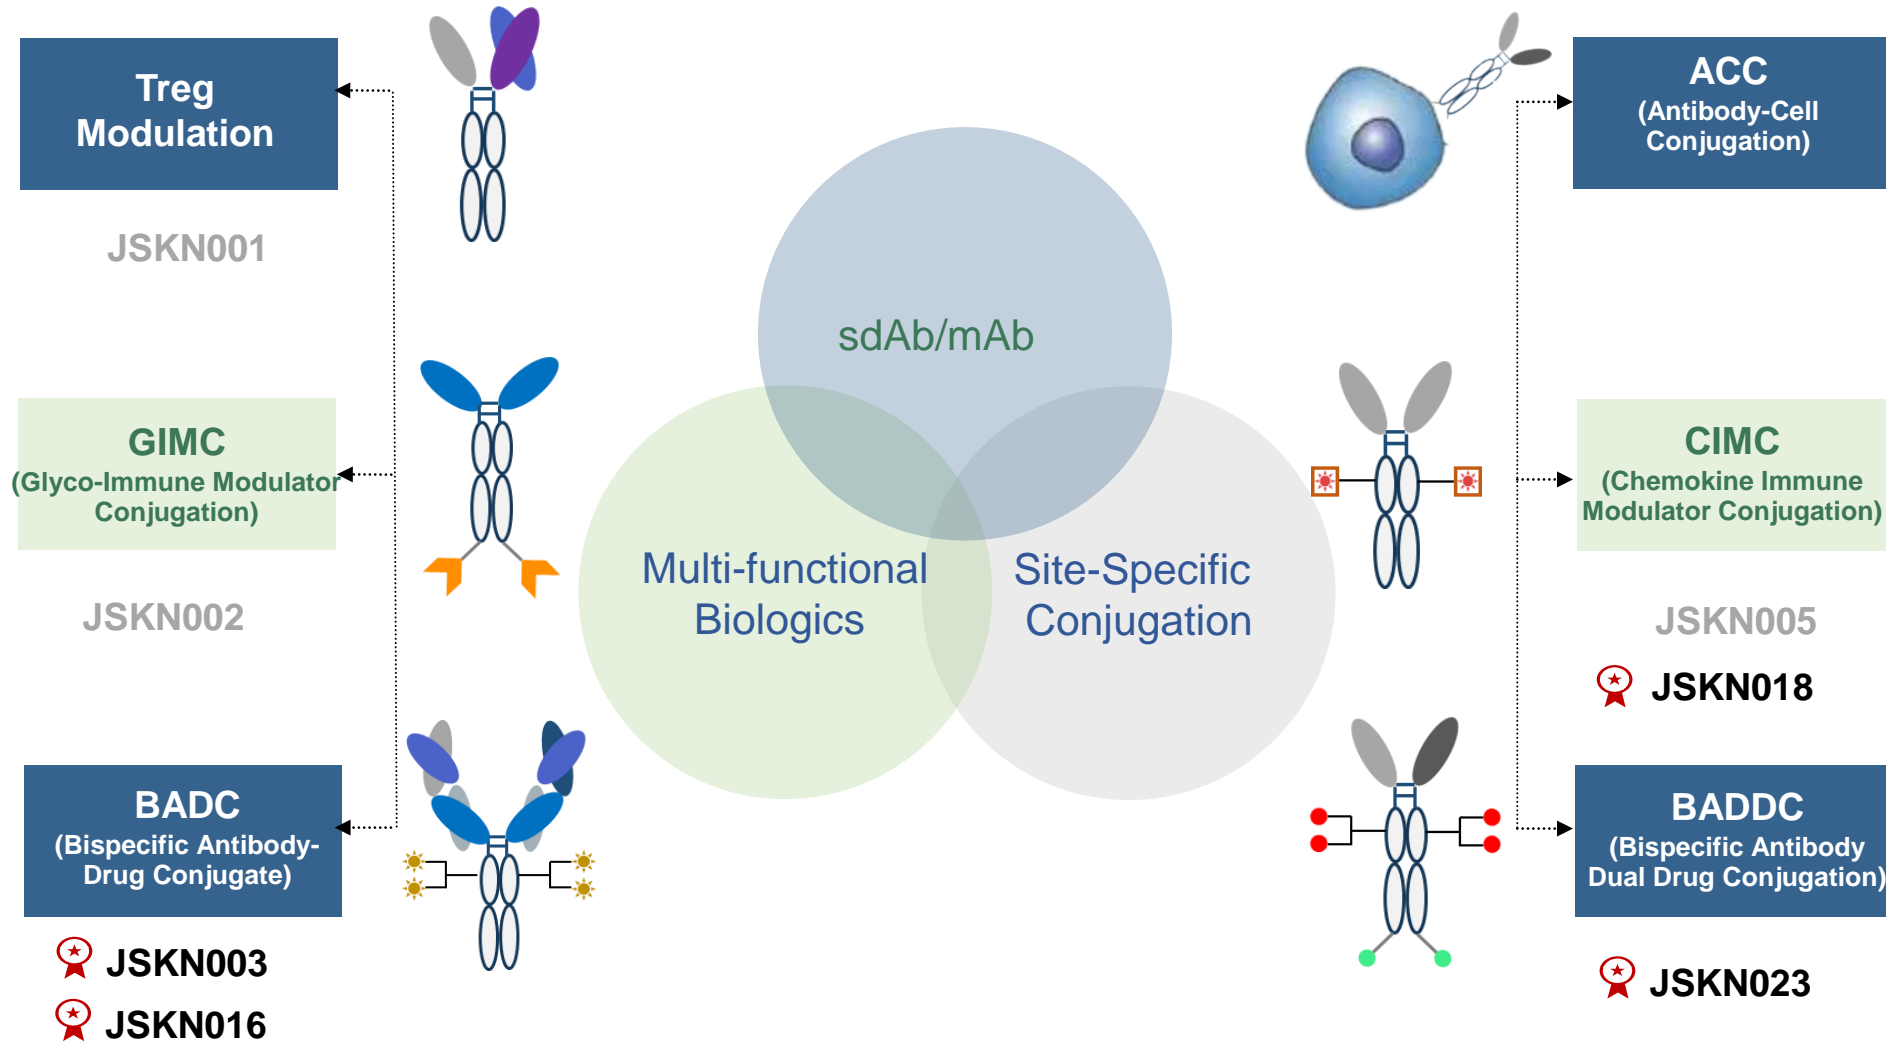 Treg
Modulation
JSKN001
GIMC
(Glyco-Immune Modulator
Conjugation)
JSKN002
BADC
(Bispecific Antibody-
Drug Conjugate)
JSKN003
JSKN016
sdAb/mAb
Multi-functional
Biologics
Site-Specific
Conjugation
ACC
(Antibody-Cell
Conjugation)
CIMC
(Chemokine Immune
Modulator Conjugation)
JSKN005
JSKN018
BADDC
(Bispecific Antibody
Dual Drug Conjugation)
JSKN023